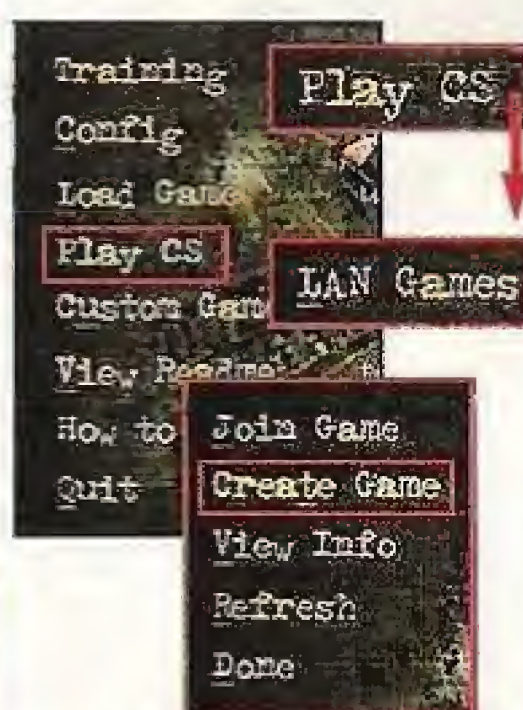 Training
Config
Load Game
Play CS
Custom Gam
View Readme
How to
Quit
Play CS
LAN Games
Join Game
Create Game
View Info
Refresh
Done